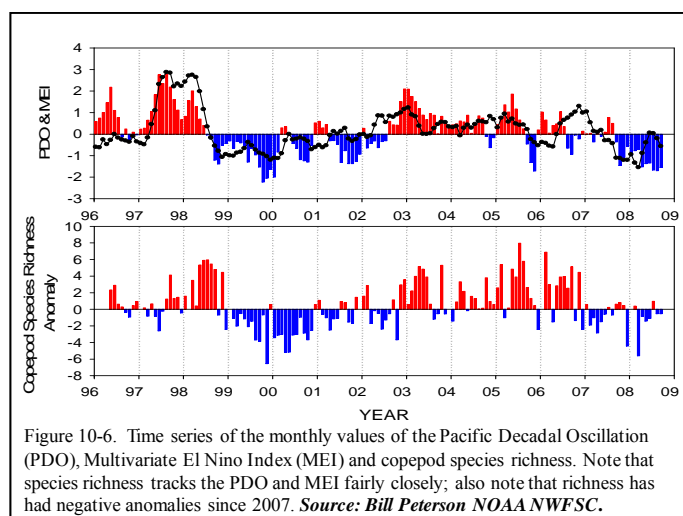 PDO & MEI
4
3
2
1
0
-1
-2
-3
96 97 98 99 00 01 02 03 04 05 06 07 08 09
Copepod Species Richness
Anomaly
10
8
6
4
2
0
-2
-4
-6
-8
96 97 98 99 00 01 02 03 04 05 06 07 08 09
YEAR
Figure 10-6. Time series of the monthly values of the Pacific Decadal Oscillation
(PDO), Multivariate El Nino Index (MEI) and copepod species richness. Note that
species richness tracks the PDO and MEI fairly closely; also note that richness has
had negative anomalies since 2007. Source: Bill Peterson NOAA NWFSC.